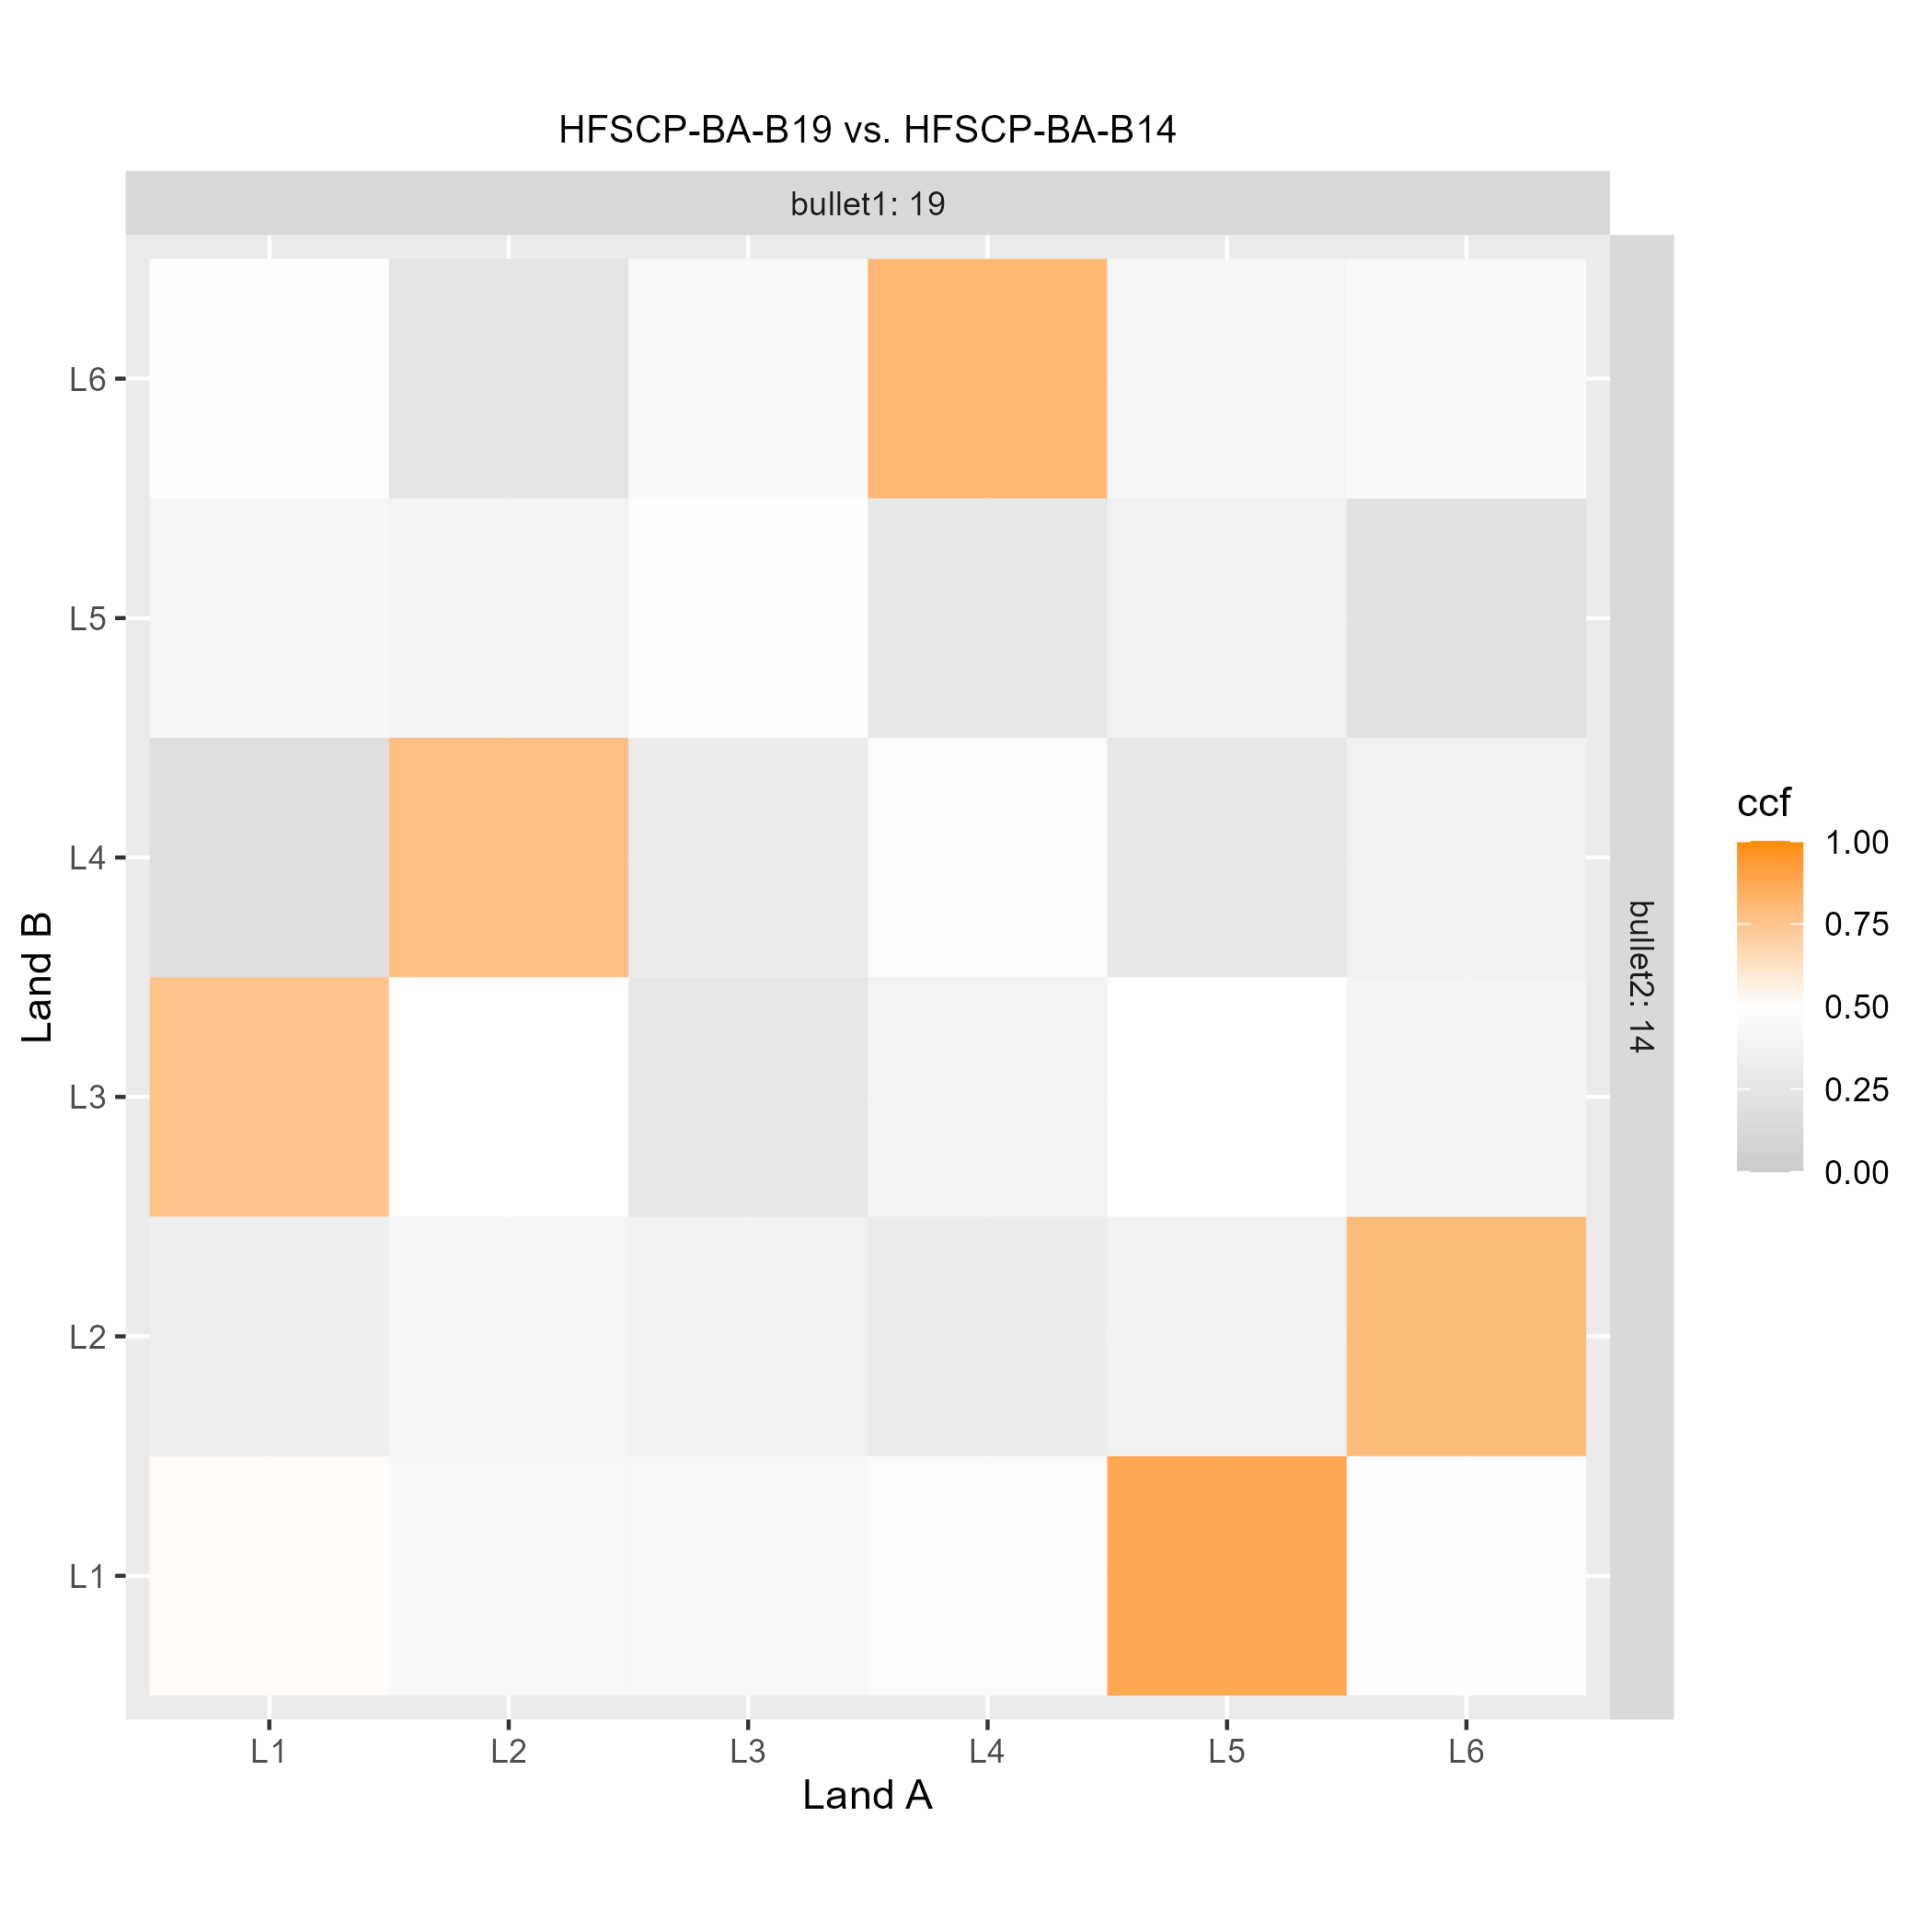 HFSCP-BA-B19 vs. HFSCP-BA-B14
bullet1: 19
L6
L5
L4
L3
L2
L1
Land B
bullet2: 14
ccf
1.00
0.75
0.50
0.25
0.00
L1 L2 L3 L4 L5 L6
Land A